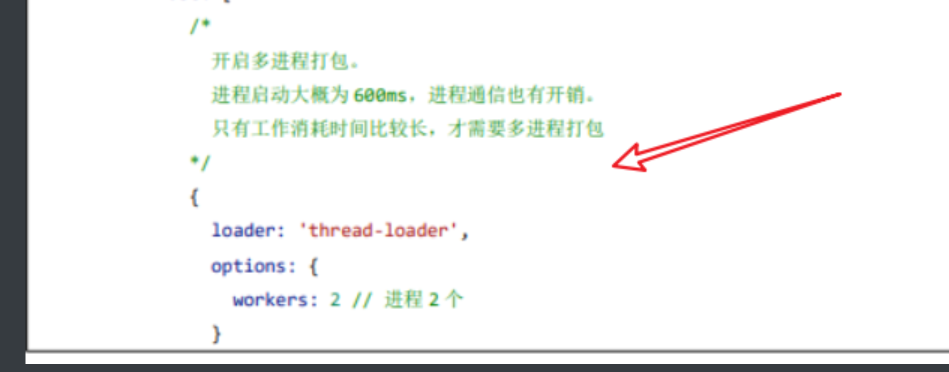 /*
开启多进程打包。
进程启动大概为 600ms，进程通信也有开销。
只有工作消耗时间比较长，才需要多进程打包
*/
{
loader: 'thread-loader',
options: {
workers: 2 // 进程 2 个
}